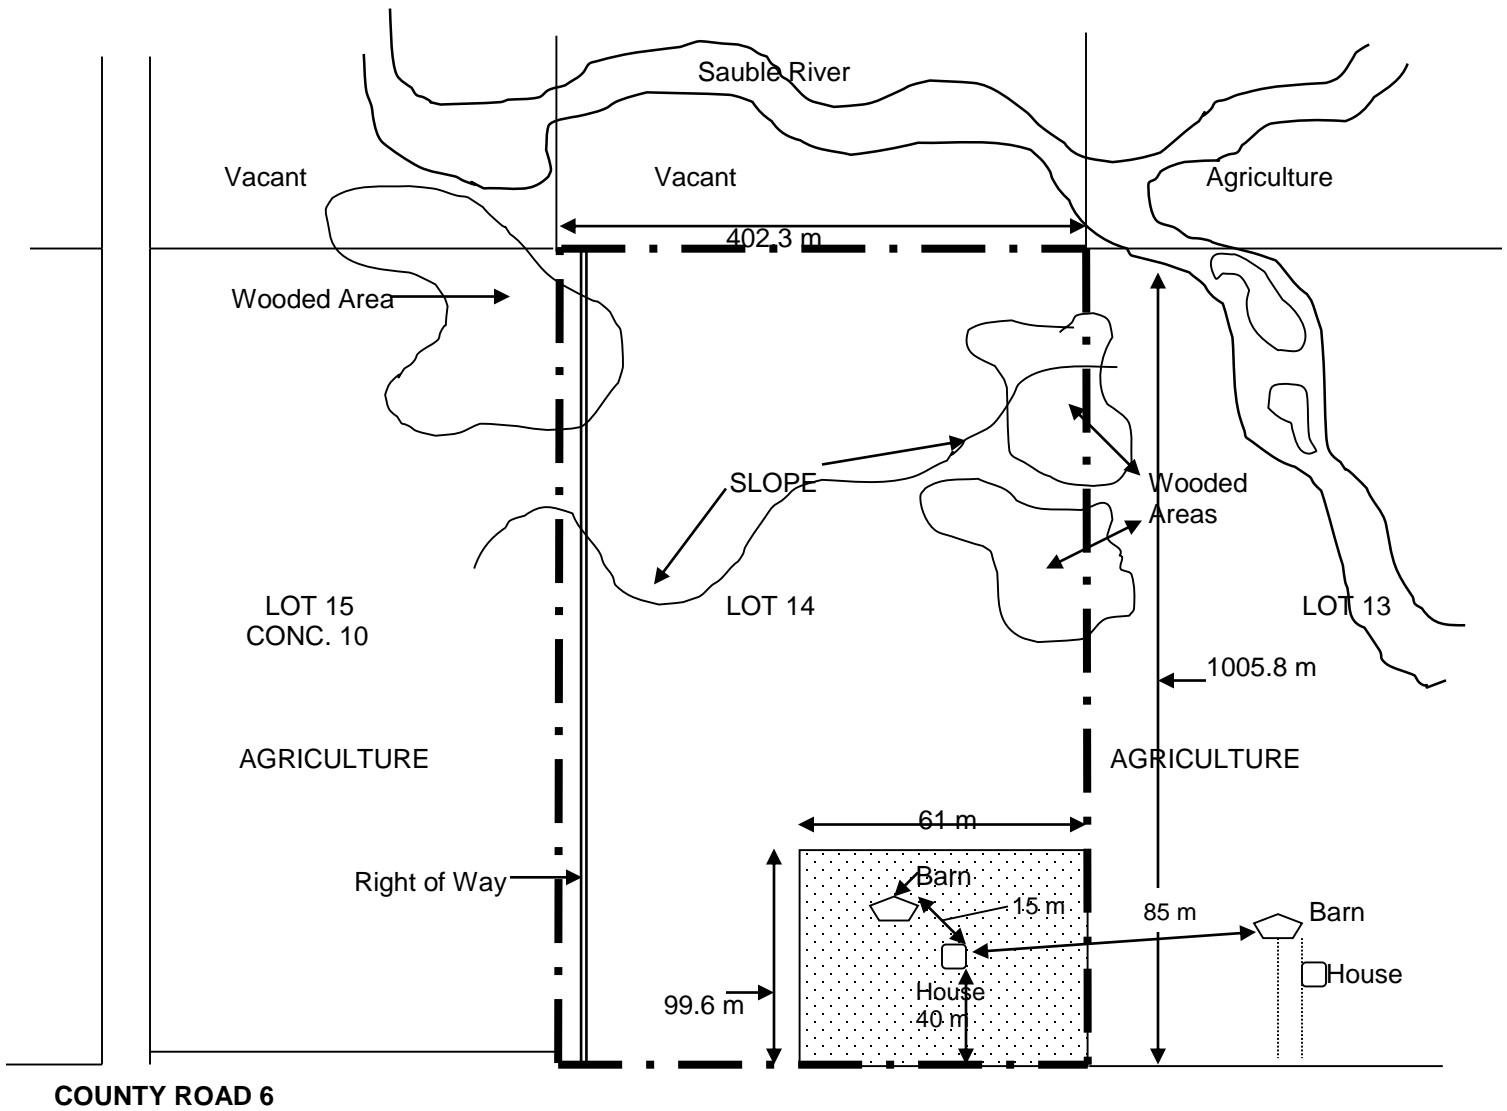 Sauble River
Vacant
Vacant
Agriculture
402.3 m
Wooded Area
SLOPE
Wooded
Areas
LOT 15
CONC. 10
LOT 14
LOT 13
1005.8 m
AGRICULTURE
AGRICULTURE
61 m
Right of Way
Barn
15 m
85 m
Barn
House
House
40 m
99.6 m
COUNTY ROAD 6